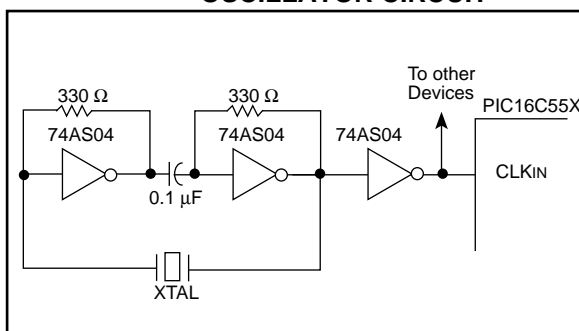 OSCILLATOR CIRCUIT
330 Ω
330 Ω
To other
Devices
PIC16C55X
74AS04
74AS04
74AS04
CLKIN
0.1 µF
XTAL